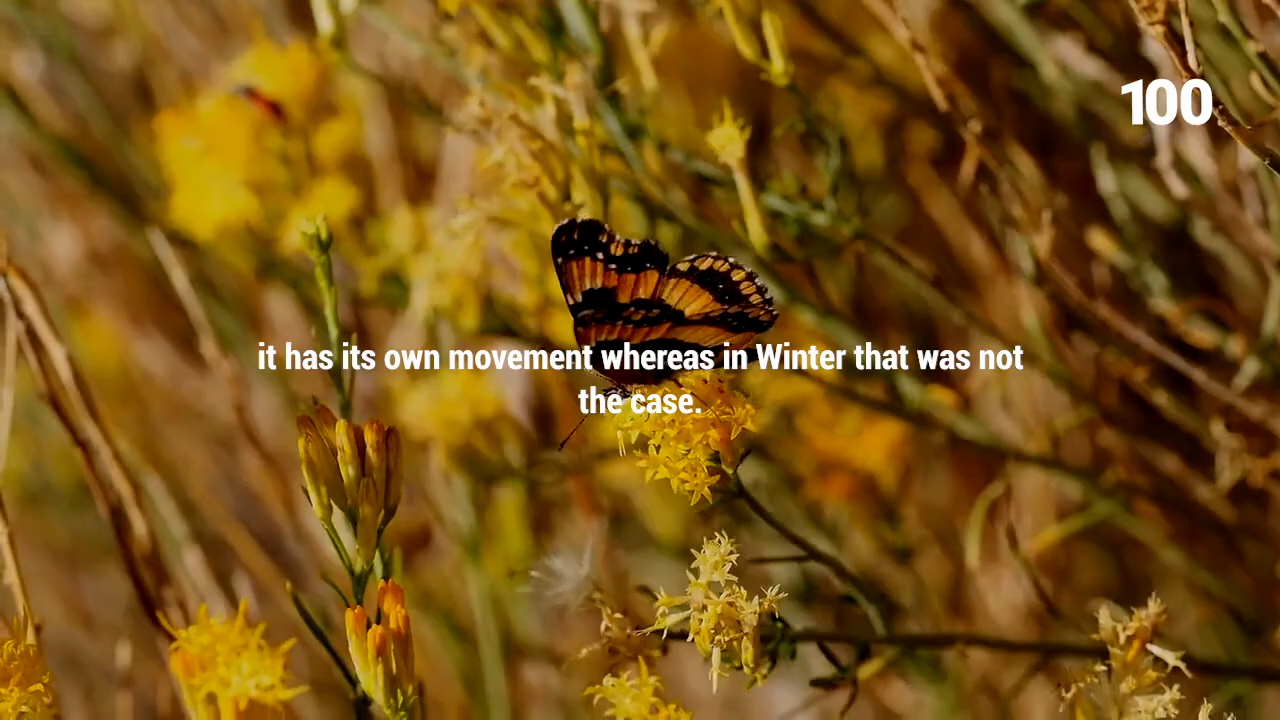 100
it has its own movement whereas in Winter that was not
the case.